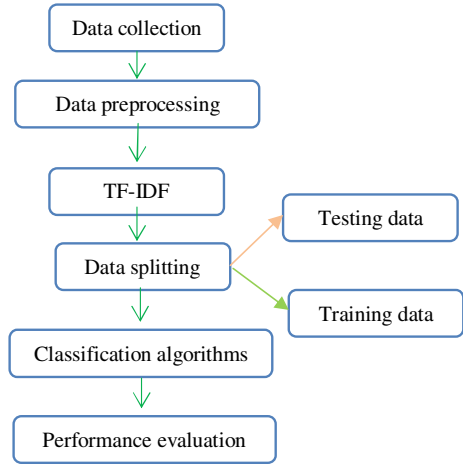 Data collection
Data preprocessing
TF-IDF
Testing data
Data splitting
Training data
Classification algorithms
Performance evaluation